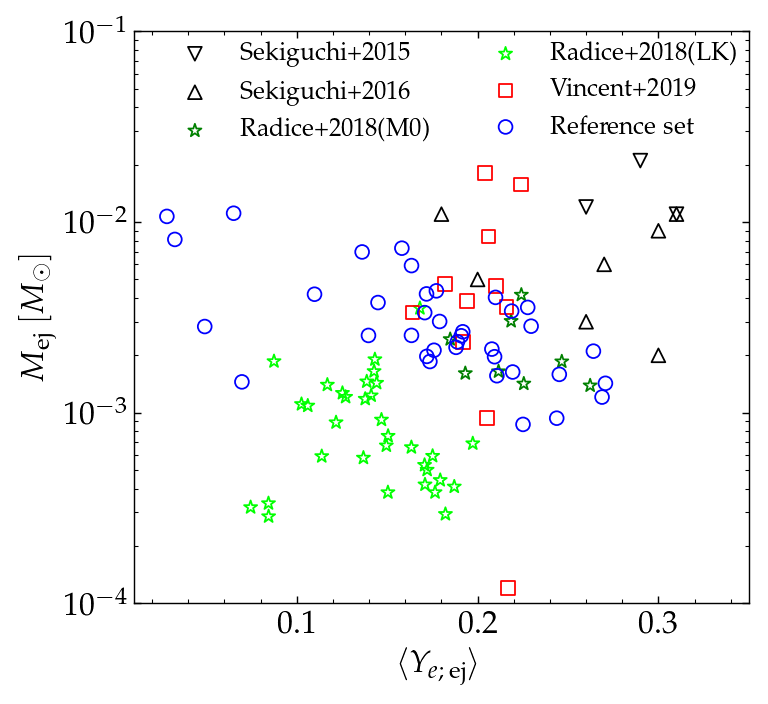 10⁻¹
Sekiguchi+2015
Sekiguchi+2016
Radice+2018(M0)
Radice+2018(LK)
Vincent+2019
Reference set
10⁻²
10⁻³
10⁻⁴
M_ej [M_⊙]
0.1 0.2 0.3
⟨Y_e; ej⟩